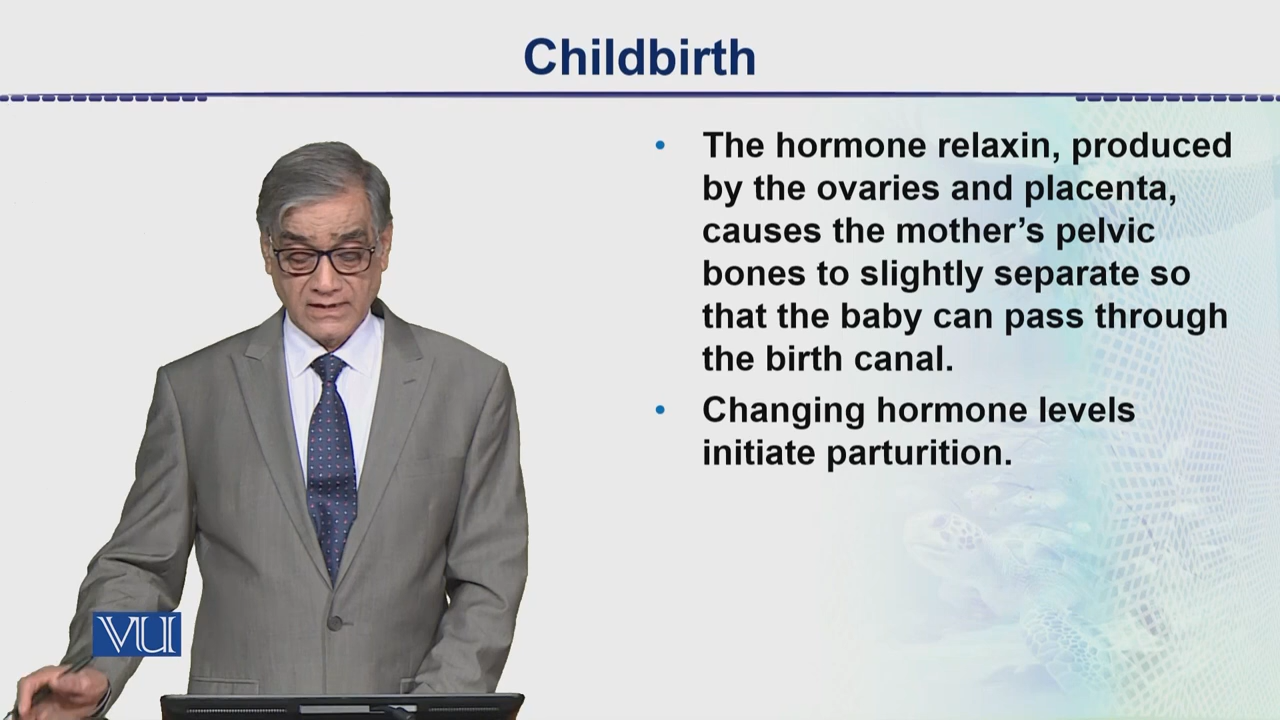 Childbirth
• The hormone relaxin, produced
by the ovaries and placenta,
causes the mother’s pelvic
bones to slightly separate so
that the baby can pass through
the birth canal.
• Changing hormone levels
initiate parturition.
VU